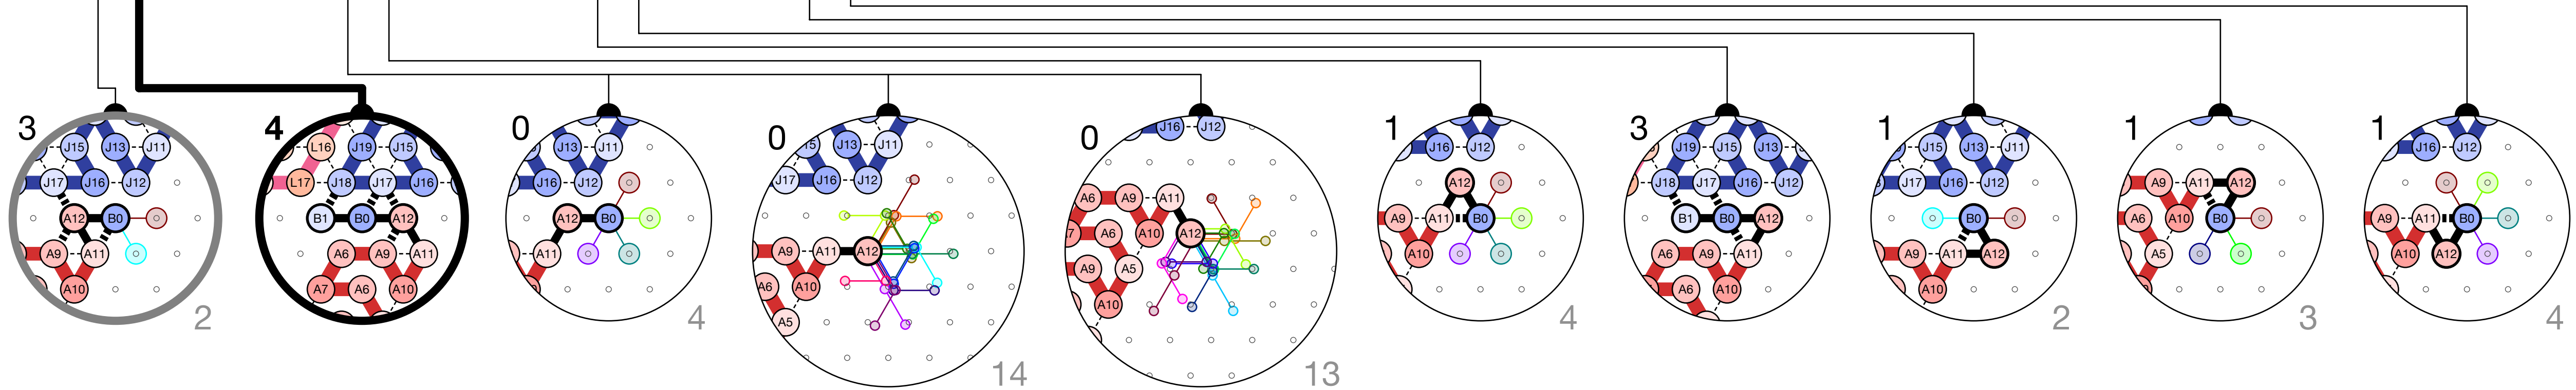 3 J15 J13 J11 J17 J16 J12 A12 B0 A9 A11 A10 2
4 L16 J19 J15 L17 J18 J17 J16 B1 B0 A12 A6 A9 A11 A7 A6 A10
0 J13 J11 J16 J12 A12 B0 A11 4
0 J13 J11 J17 J16 J12 A9 A11 A12 A6 A10 A5 14
0 J16 J12 A6 A9 A11 A6 A10 A12 A9 A5 A10 13
1 J16 J12 A12 A9 A11 B0 A10 4
3 J19 J15 J13 J18 J17 J16 J12 B1 B0 A12 A6 A9 A11 A6 A10
1 J15 J13 J11 J17 J16 J12 B0 A9 A11 A12 A10 2
1 A9 A11 A12 A6 A10 B0 A5 3
1 J16 J12 A9 A11 B0 A10 A12 4